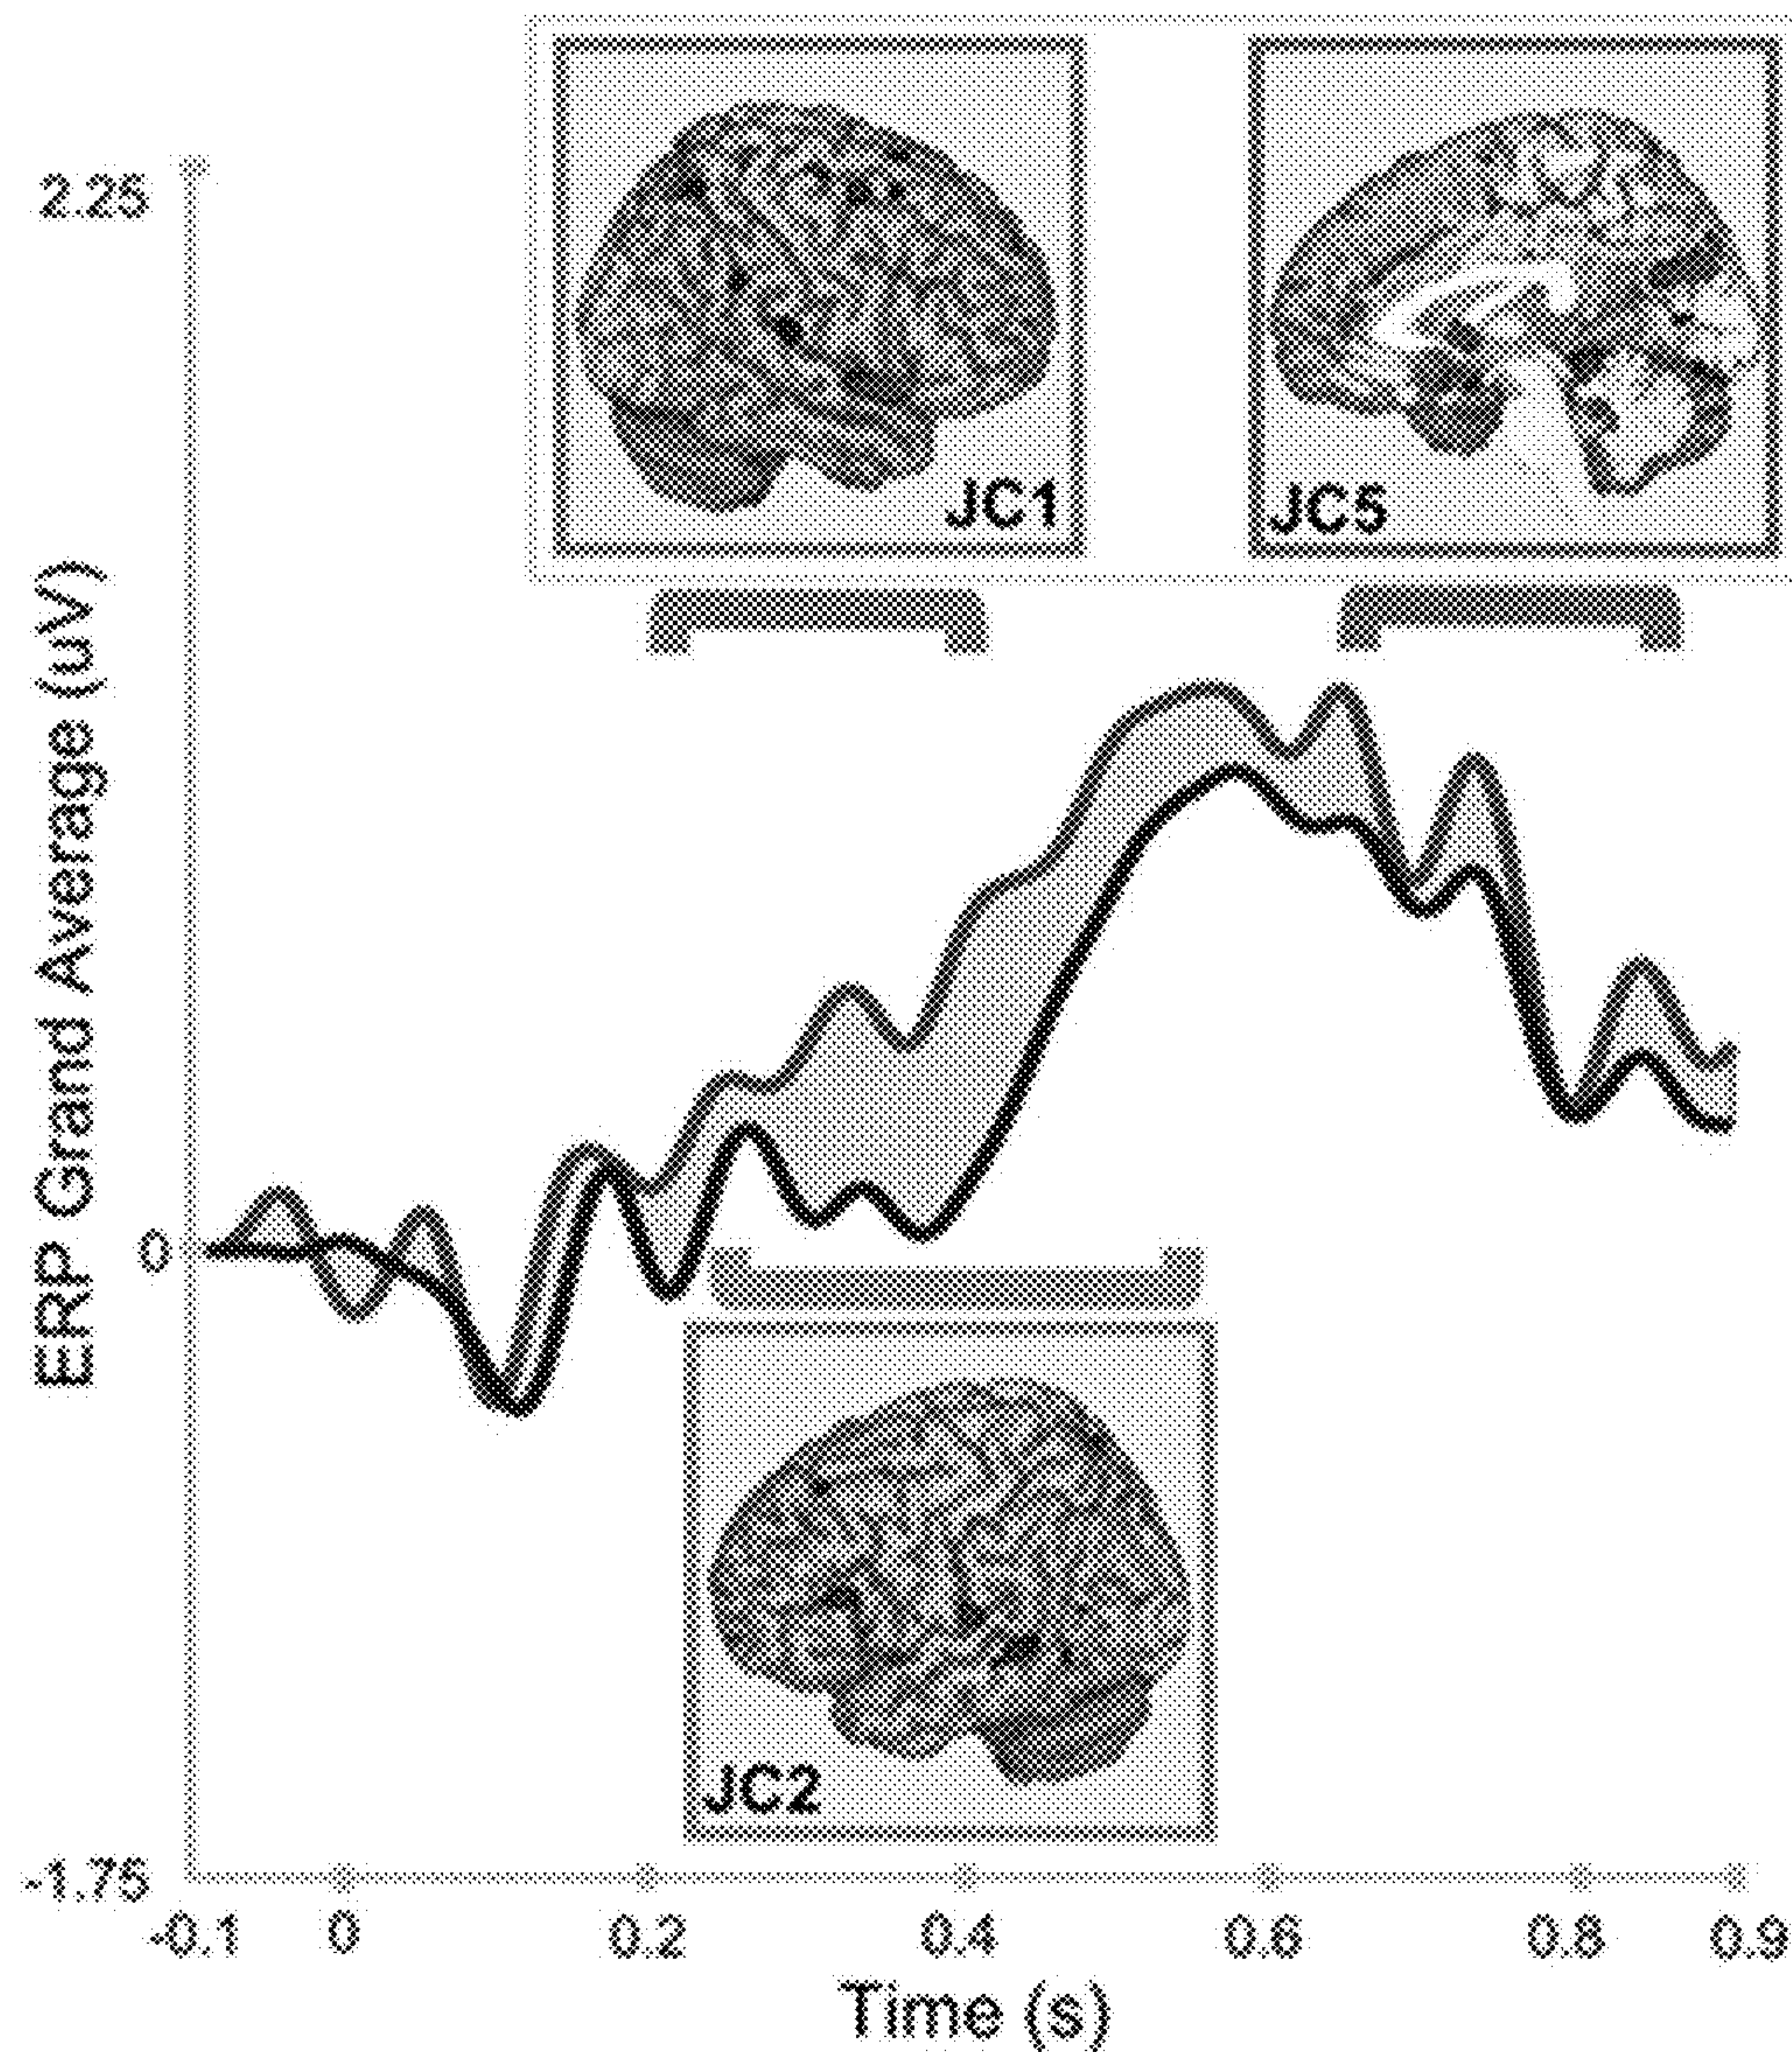 JC1
JC5
2.25
ERP Grand Average (uV)
0
JC2
-1.75
-0.1 0 0.2 0.4 0.6 0.8 0.9
Time (s)